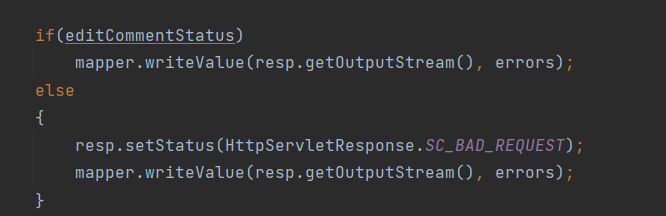 if(editCommentStatus)
    mapper.writeValue(resp.getOutputStream(), errors);
else
{
    resp.setStatus(HttpServletResponse.SC_BAD_REQUEST);
    mapper.writeValue(resp.getOutputStream(), errors);
}